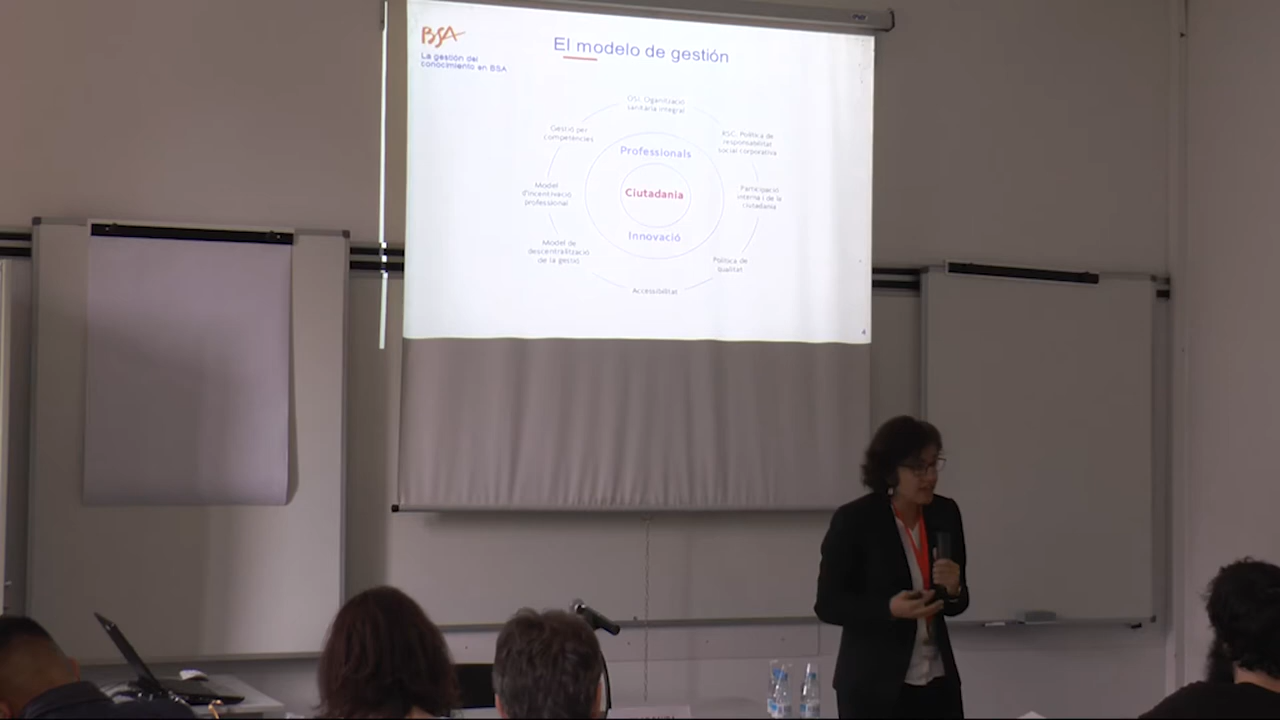 BSA
La gestión del
conocimiento en BSA
El modelo de gestión
OSI. Oganització
sanitària integral
Gestió per
competències
RSC. Política de
responsabilitat
social corporativa
Professionals
Model
d'incentivació
professional
Ciutadania
Participació
interna i de la
ciutadania
Innovació
Model de
descentralització
de la gestió
Política de
qualitat
Accessibilitat
4